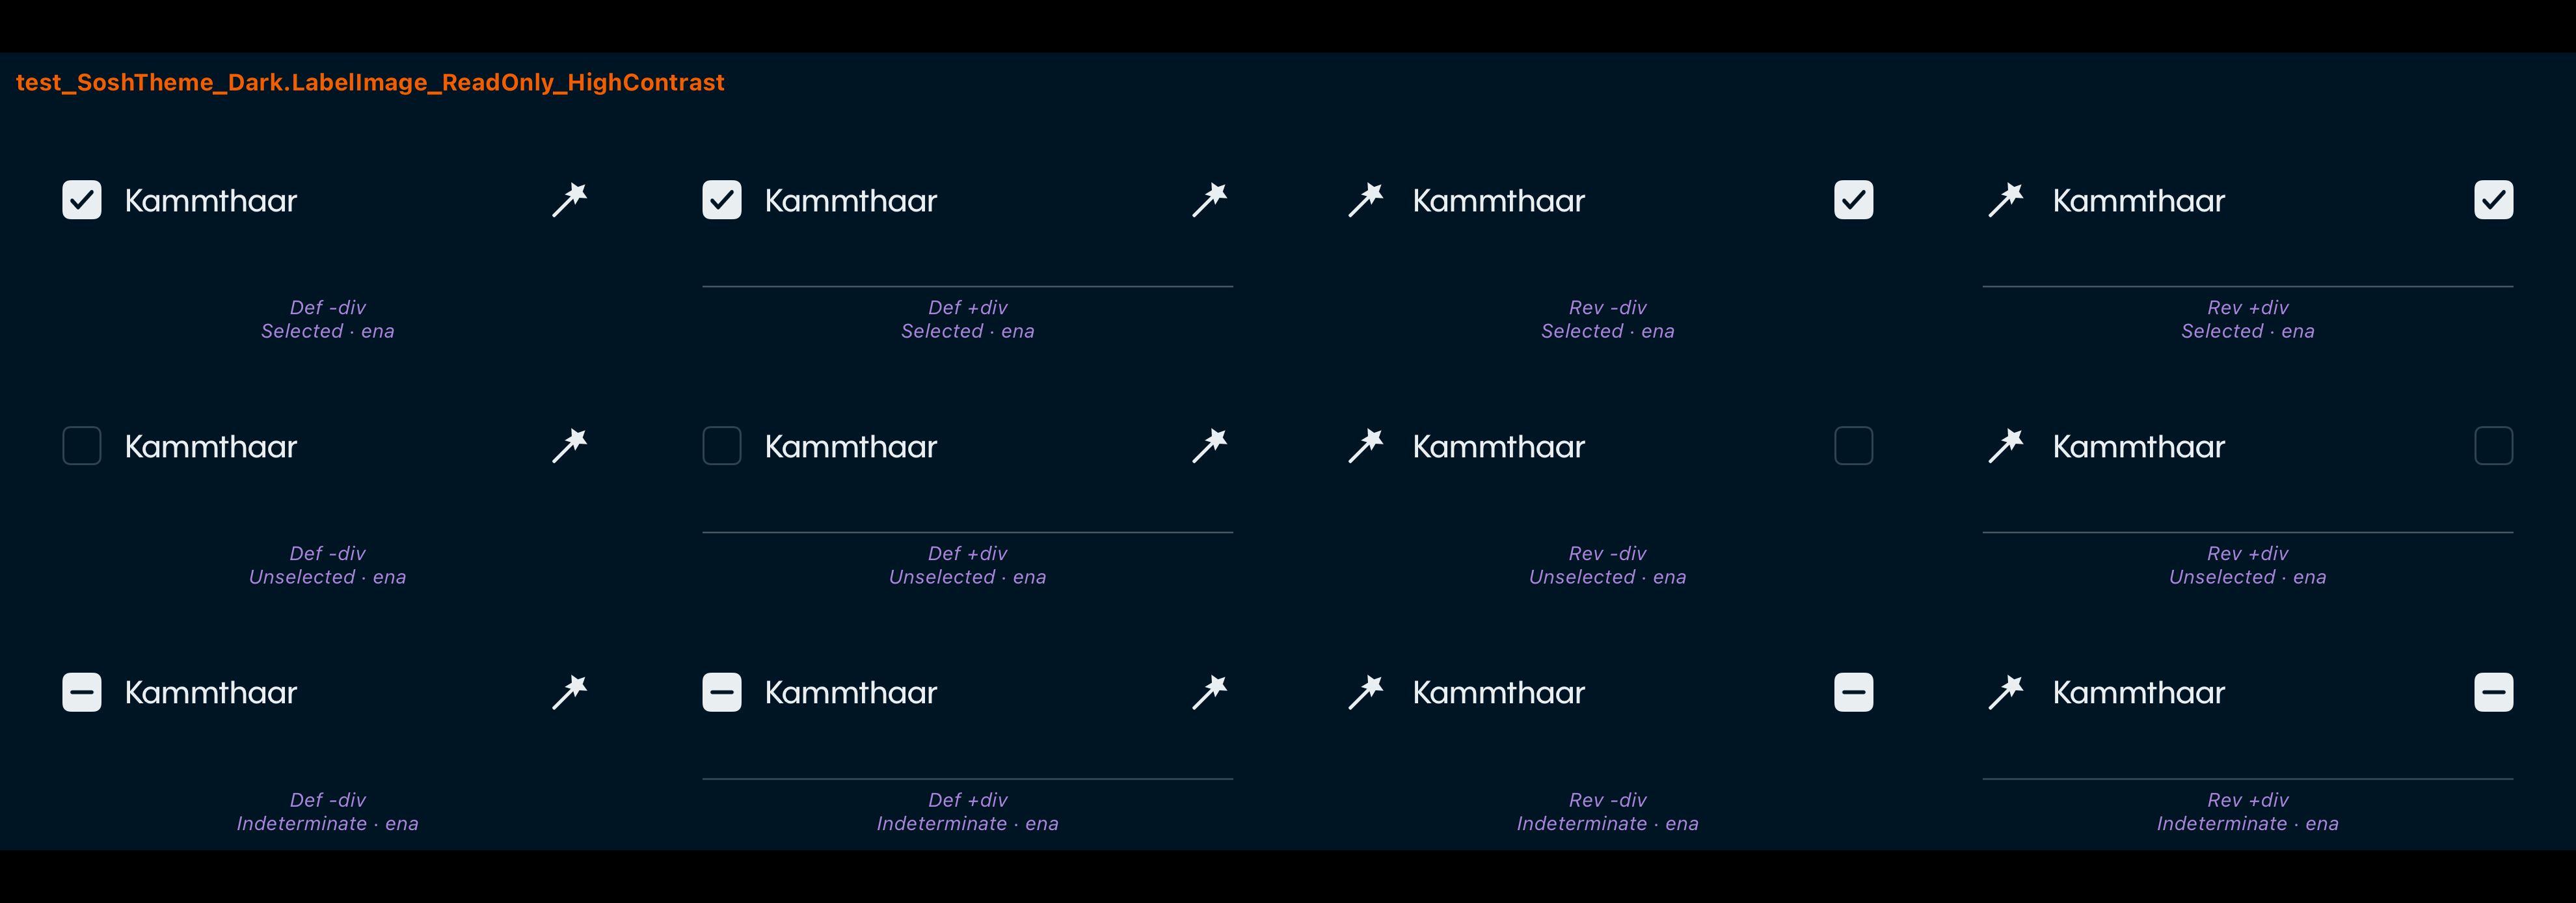 test_SoshTheme_Dark.LabelImage_ReadOnly_HighContrast
Kammthaar
Kammthaar
Kammthaar
Kammthaar
Def -div
Selected · ena
Def +div
Selected · ena
Rev -div
Selected · ena
Rev +div
Selected · ena
Kammthaar
Kammthaar
Kammthaar
Kammthaar
Def -div
Unselected · ena
Def +div
Unselected · ena
Rev -div
Unselected · ena
Rev +div
Unselected · ena
Kammthaar
Kammthaar
Kammthaar
Kammthaar
Def -div
Indeterminate · ena
Def +div
Indeterminate · ena
Rev -div
Indeterminate · ena
Rev +div
Indeterminate · ena